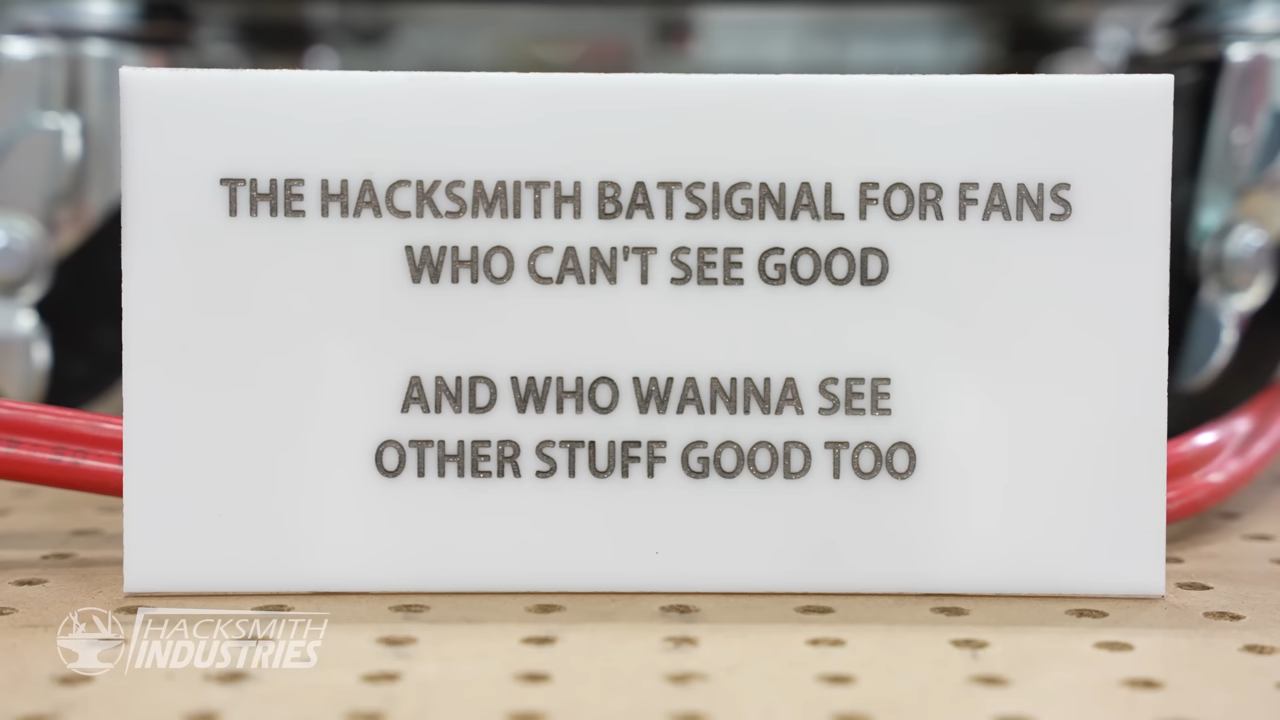 THE HACKSMITH BATSIGNAL FOR FANS
WHO CAN'T SEE GOOD
AND WHO WANNA SEE
OTHER STUFF GOOD TOO
HACKSMITH
INDUSTRIES